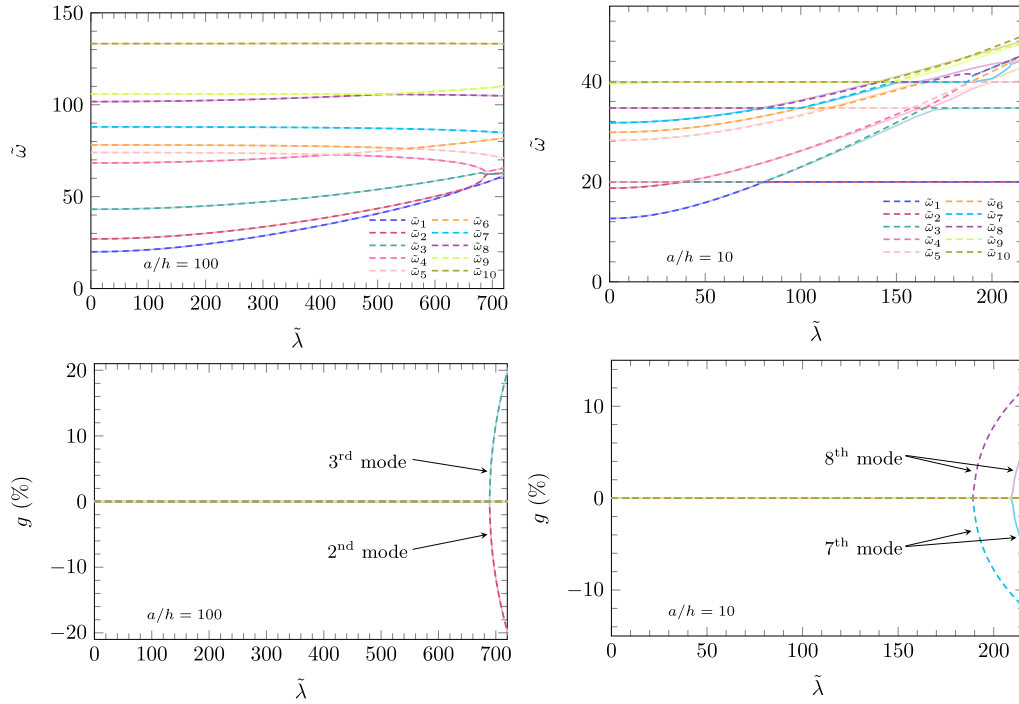 150
100
50
0
ω̃
ω̃₁ ω̃₆
ω̃₂ ω̃₇
ω̃₃ ω̃₈
ω̃₄ ω̃₉
ω̃₅ ω̃₁₀
a/h = 100
0 100 200 300 400 500 600 700
λ̃
40
20
0
ω̃
ω̃₁ ω̃₆
ω̃₂ ω̃₇
ω̃₃ ω̃₈
ω̃₄ ω̃₉
ω̃₅ ω̃₁₀
a/h = 10
0 50 100 150 200
λ̃
20
10
0
−10
−20
g (%)
3ʳᵈ mode
2ⁿᵈ mode
a/h = 100
0 100 200 300 400 500 600 700
λ̃
10
0
−10
g (%)
8ᵗʰ mode
7ᵗʰ mode
a/h = 10
0 50 100 150 200
λ̃